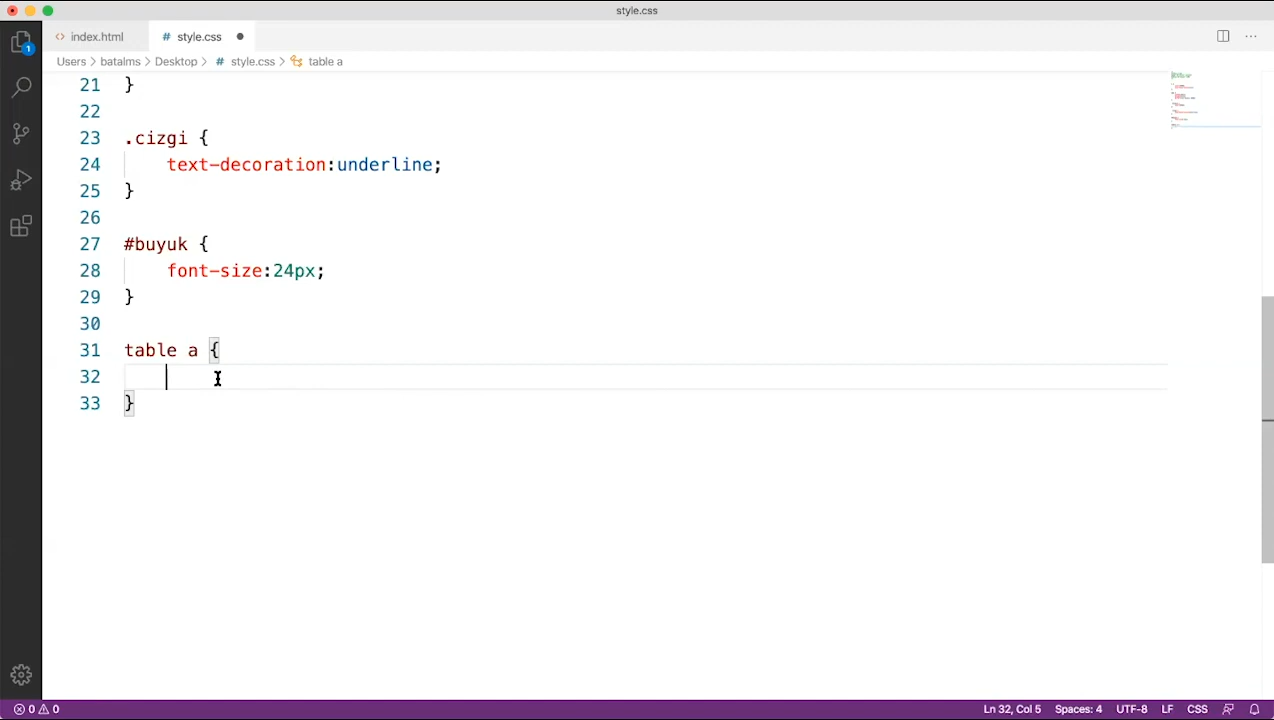 style.css
index.html
style.css
Users
batalms
Desktop
style.css
table a
21 }
22
23 .cizgi {
24 text-decoration:underline;
25 }
26
27 #buyuk {
28 font-size:24px;
29 }
30
31 table a {
32
33 }
1
0 0
Ln 32, Col 5
Spaces: 4
UTF-8
LF
CSS